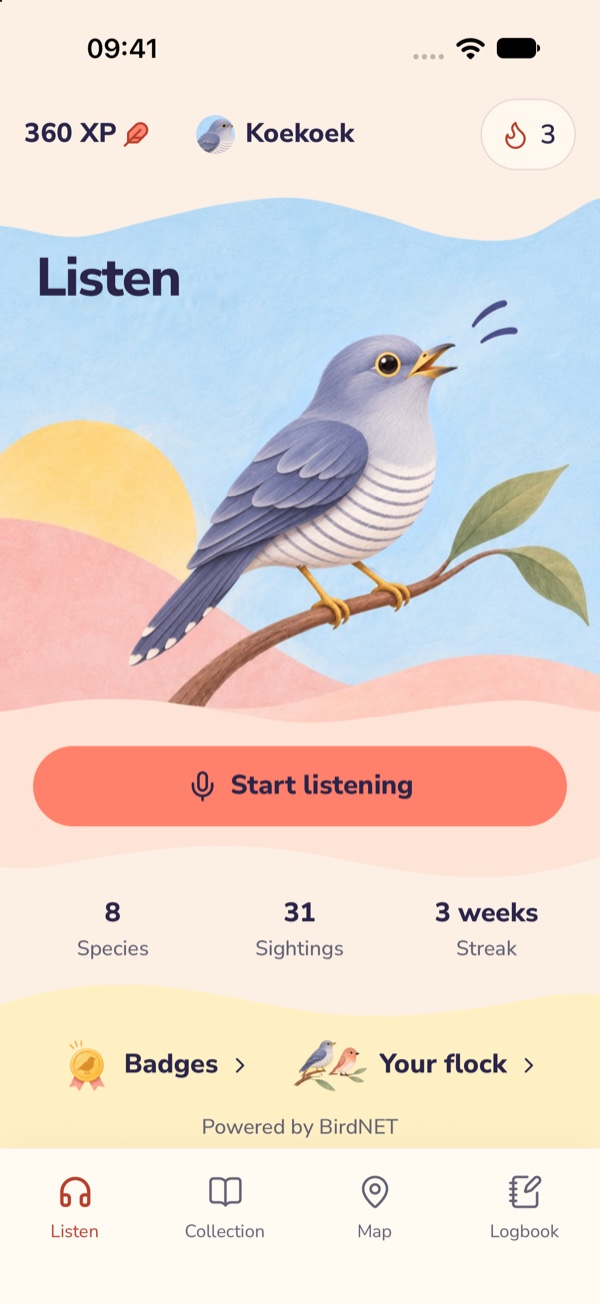 09:41
360 XP Koekoek 3
Listen
Start listening
8 31 3 weeks
Species Sightings Streak
Badges Your flock
Powered by BirdNET
Listen Collection Map Logbook